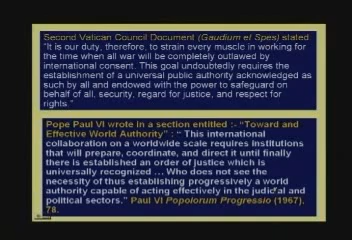 Second Vatican Council Document (Gaudium et Spes) stated
"It is our duty, therefore, to strain every muscle in working for
the time when all war will be completely outlawed by
international consent. This goal undoubtedly requires the
establishment of a universal public authority acknowledged as
such by all and endowed with the power to safeguard on
behalf of all, security, regard for justice, and respect for
rights."
Pope Paul VI wrote in a section entitled :- "Toward and
Effective World Authority" : " This international
collaboration on a worldwide scale requires institutions
that will prepare, coordinate, and direct it until finally
there is established an order of justice which is
universally recognized ... Who does not see the
necessity of thus establishing progressively a world
authority capable of acting effectively in the judicial and
political sectors." Paul VI Popolorum Progressio (1967),
78.